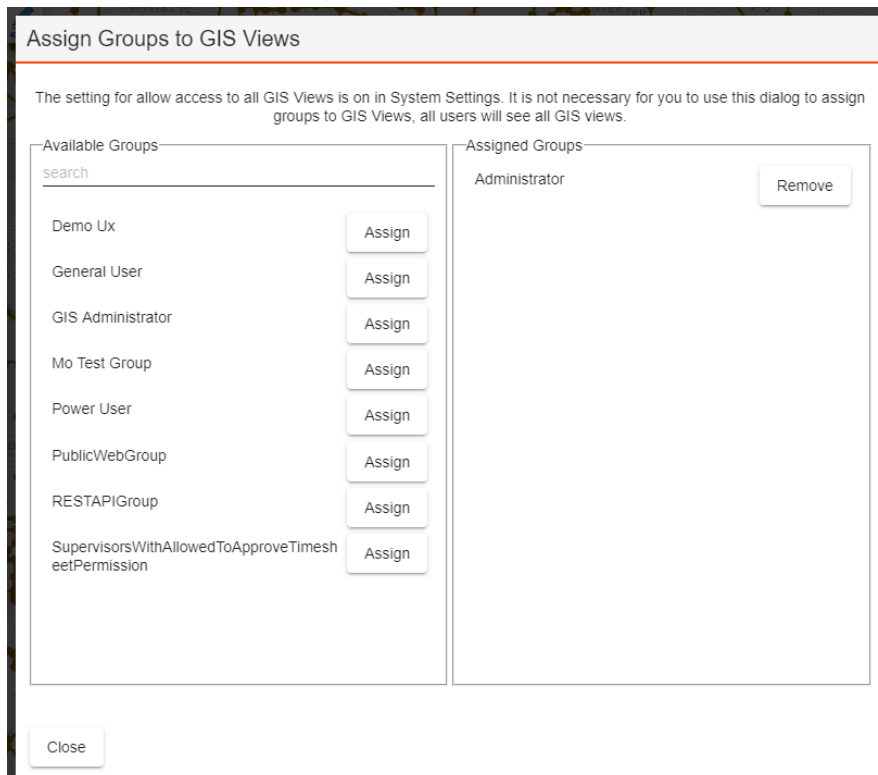 Assign Groups to GIS Views
The setting for allow access to all GIS Views is on in System Settings. It is not necessary for you to use this dialog to assign
groups to GIS Views, all users will see all GIS views.
Available Groups
search
Demo Ux
Assign
General User
Assign
GIS Administrator
Assign
Mo Test Group
Assign
Power User
Assign
PublicWebGroup
Assign
RESTAPIGroup
Assign
SupervisorsWithAllowedToApproveTimesh
eetPermission
Assign
Assigned Groups
Administrator
Remove
Close